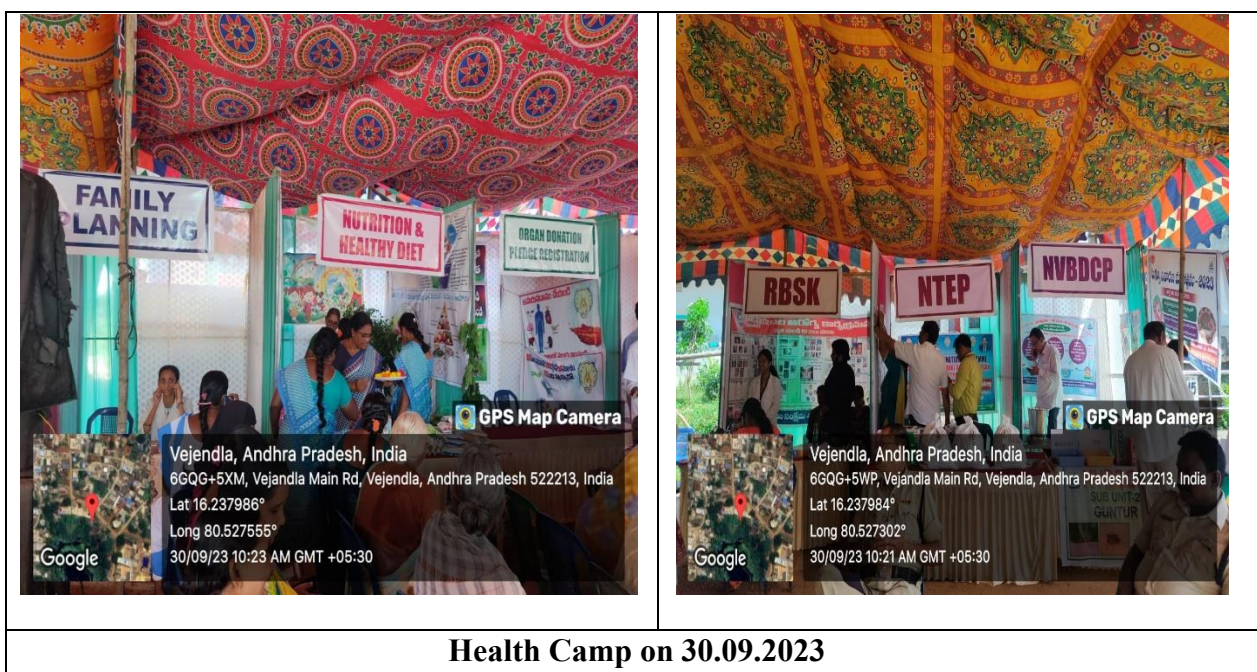 FAMILY
PLANNING
NUTRITION &
HEALTHY DIET
ORGAN DONATION
PLEDGE REGISTRATION
GPS Map Camera
Vejendla, Andhra Pradesh, India
6GQG+5XM, Vejandla Main Rd, Vejendla, Andhra Pradesh 522213, India
Lat 16.237986°
Long 80.527555°
30/09/23 10:23 AM GMT +05:30
Google
RBSK
NTEP
NVBDCP
SUB UNIT-2
GUNTUR
GPS Map Camera
Vejendla, Andhra Pradesh, India
6GQG+5WP, Vejandla Main Rd, Vejendla, Andhra Pradesh 522213, India
Lat 16.237984°
Long 80.527302°
30/09/23 10:21 AM GMT +05:30
Google
Health Camp on 30.09.2023